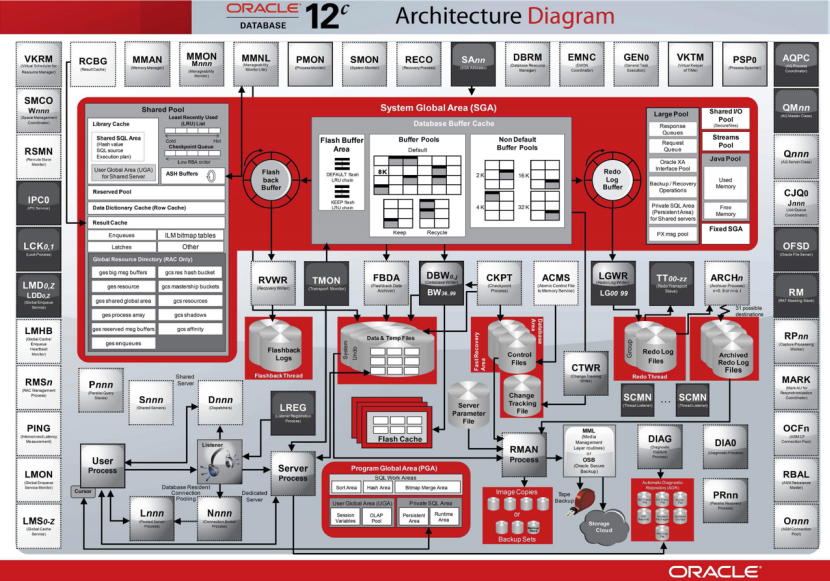 ORACLE
DATABASE
12c
Architecture Diagram
VKRM
(Virtual Scheduler for
Resource Manager)
RCBG
(Result Cache)
MMAN
(Memory Manager)
MMON
Mnnn
(Manageability
Monitor)
MMNL
(Manageability
Monitor Lite)
PMON
(Process Monitor)
SMON
(System Monitor)
RECO
(Recovery Process)
SAnn
(SGA Allocator)
DBRM
(Database Resource
Manager)
EMNC
(EMON
Coordinator)
GEN0
(General Task
Execution)
VKTM
(Virtual Keeper
of TiMe)
PSP0
(Process Spawner)
AQPC
(AQ Process
Coordinator)
SMCO
Wnnn
(Space Management
Coordinator)
RSMN
(Remote Slave
Monitor)
IPC0
(IPC Service)
LCK0,1
(Lock Process)
LMD0,Z
LDD0,Z
(Global Enqueue
Service)
LMHB
(Global Cache/
Enqueue
Heartbeat
Monitor)
RMSn
(RAC Management
Process)
PING
(Interconnect Latency
Measurement)
LMON
(Global Enqueue
Service Monitor)
LMS0-Z
(Global Cache
Service)
QMnn
(AQ Master Class)
Qnnn
(AQ Server Class)
CJQ0
Jnnn
(Job Queue
Coordinator)
OFSD
(Oracle File Server)
RM
(RAT Masking Slave)
RPnn
(Capture Processing
Worker)
MARK
(Mark AU for
Resynchronization
Coordinator)
OCFn
(ASM CF
Connection Pool)
RBAL
(ASM Rebalance
Master)
Onnn
(ASM Connection
Pool)
System Global Area (SGA)
Shared Pool
Library Cache
Shared SQL Area
(Hash value
SQL source
Execution plan)
User Global Area (UGA)
for Shared Server
Least Recently Used
(LRU) List
Cold
Hot
Checkpoint Queue
Low RBA order
ASH Buffers
Reserved Pool
Data Dictionary Cache (Row Cache)
Result Cache
Enqueues
ILM bitmap tables
Latches
Other
Global Resource Directory (RAC Only)
ges big msg buffers
gcs res hash bucket
ges resource
gcs mastership buckets
ges shared global area
gcs resources
ges process array
gcs shadows
ges reserved msg buffers
gcs affinity
ges enqueues
Flash
back
Buffer
Database Buffer Cache
Flash Buffer
Area
DEFAULT flash
LRU chain
KEEP flash
LRU chain
Buffer Pools
Default
8K
Keep
Recycle
Non Default
Buffer Pools
2 K
16 K
4 K
32 K
Redo
Log
Buffer
Large Pool
Response
Queues
Request
Queue
Oracle XA
Interface Pool
Backup / Recovery
Operations
Private SQL Area
(Persistent Area)
for Shared servers
PX msg pool
Shared I/O
Pool
(SecureFiles)
Streams
Pool
Java Pool
Used
Memory
Free
Memory
Fixed SGA
RVWR
(Recovery Writer)
TMON
(Transport Monitor)
FBDA
(Flashback Data
Archiver)
DBW0,j
(Database Writer)
BW36..99
CKPT
(Checkpoint
Process)
ACMS
(Atomic Control File
to Memory Service)
LGWR
(Redo Log Writer)
LG00 99
TT00-zz
(Redo Transport
Slave)
ARCHn
(Archiver Process)
31 possible
destinations
Flashback
Logs
Flashback Thread
System
Undo
Data & Temp Files
Fast Recovery
Area
Database
Area
Control
Files
Change
Tracking
File
CTWR
(Change Tracking
Writer)
Group
Redo Log
Files
Redo Thread
Archived
Redo Log
Files
Pnnn
(Parallel Query
Slaves)
Snnn
(Shared Servers)
Shared
Server
Dnnn
(Dispatchers)
LREG
(Listener Registration
Process)
Flash Cache
Server
Parameter
File
SCMN
(Thread Listener)
...
SCMN
(Thread Listener)
User
Process
Cursor
Listener
Server
Process
Database Resident
Connection
Pooling
Dedicated
Server
Lnnn
(Pooled Server
Process)
Nnnn
(Connection Broker
Process)
Program Global Area (PGA)
SQL Work Areas
Sort Area
Hash Area
Bitmap Merge Area
User Global Area (UGA)
Session
Variables
OLAP
Pool
Private SQL Area
Persistent
Area
Runtime
Area
RMAN
Process
MML
(Media
Management
Layer routines)
or
OSB
(Oracle Secure
Backup)
Image Copies
or
Backup Sets
Tape
Backup
Storage
Cloud
DIAG
(Diagnostic
Capture
Process)
DIA0
(Diagnostic Process)
Automatic Diagnostic
Repository (ADR)
PRnn
(Parallel Recovery
Process)
ORACLE